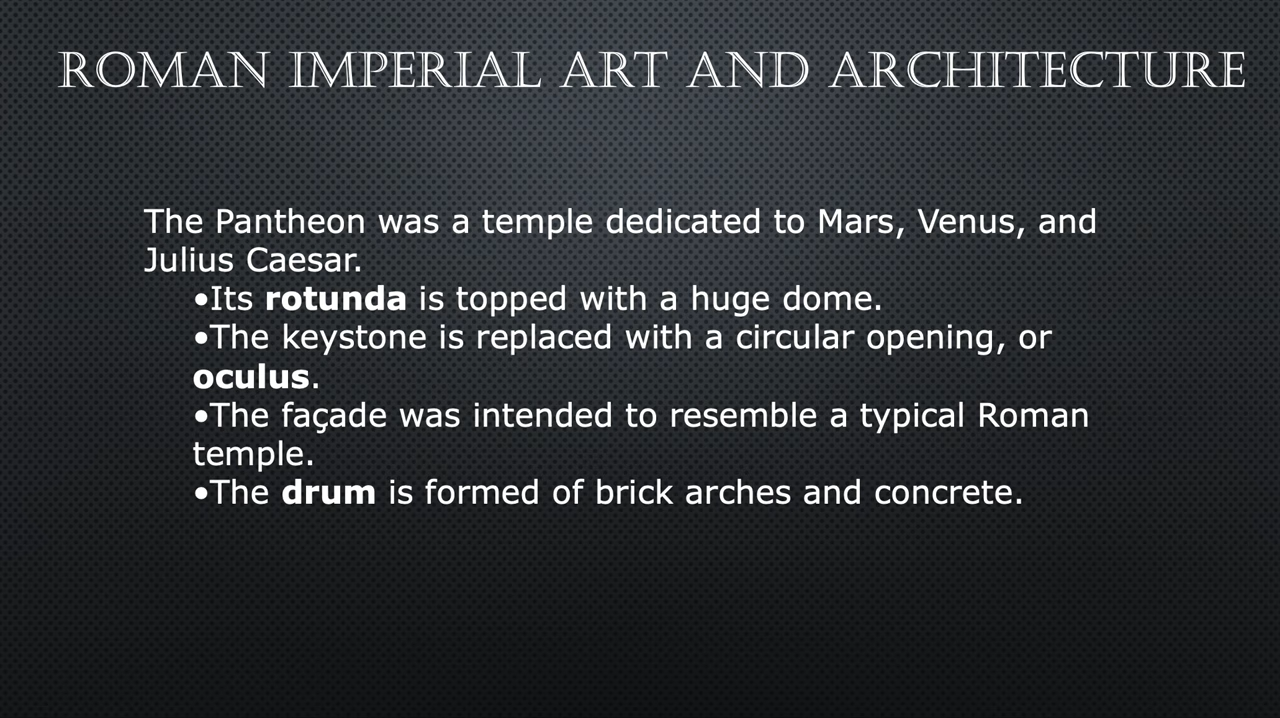 ROMAN IMPERIAL ART AND ARCHITECTURE
The Pantheon was a temple dedicated to Mars, Venus, and
Julius Caesar.
•Its rotunda is topped with a huge dome.
•The keystone is replaced with a circular opening, or
oculus.
•The façade was intended to resemble a typical Roman
temple.
•The drum is formed of brick arches and concrete.